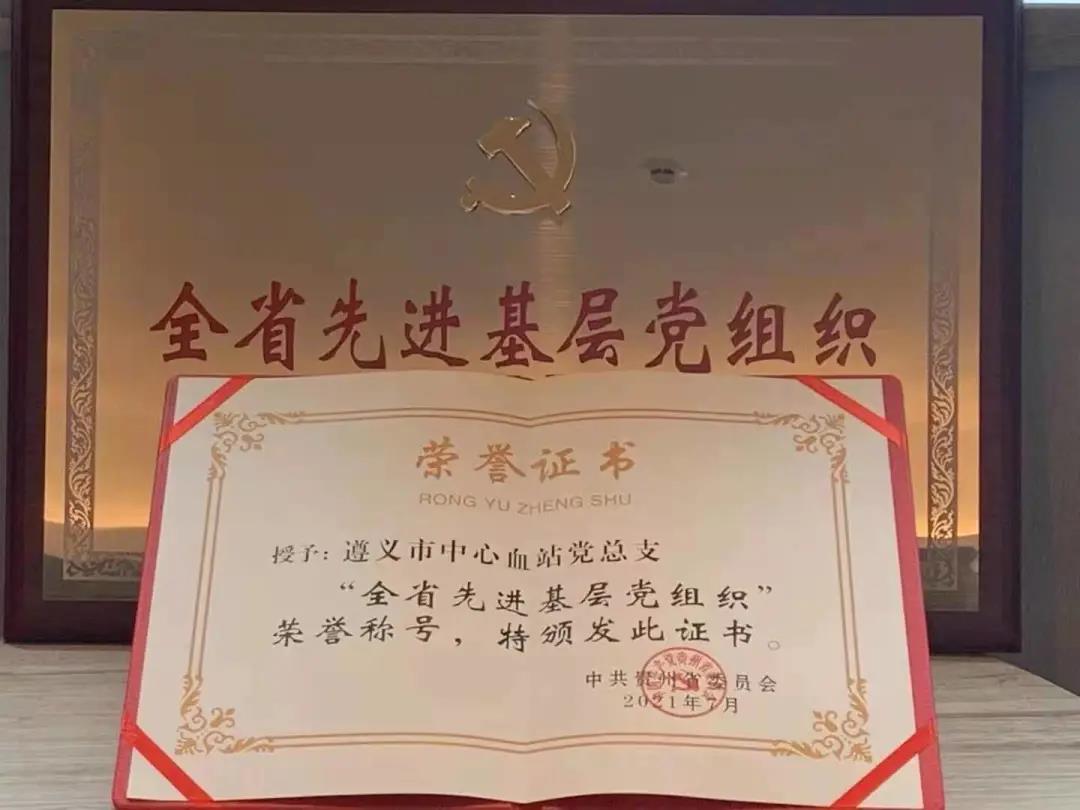 全省先进基层党组织
荣誉证书
RONG YU ZHENG SHU
授予：遵义市中心血站党总支
“全省先进基层党组织”
荣誉称号，特颁发此证书。
中共贵州省委员会
2021年7月